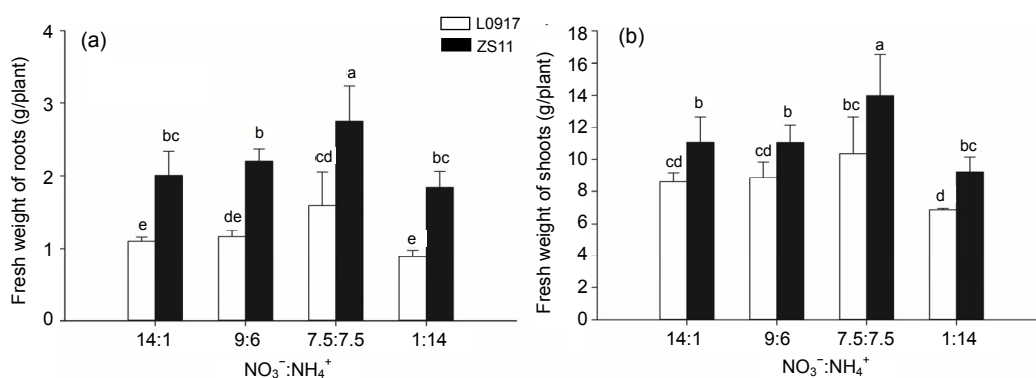 (a)
L0917
ZS11
Fresh weight of roots (g/plant)
4
3
2
1
0
e
bc
de
b
cd
a
e
bc
14:1
9:6
7.5:7.5
1:14
NO₃⁻:NH₄⁺
(b)
Fresh weight of shoots (g/plant)
18
16
14
12
10
8
6
4
2
0
cd
b
cd
b
bc
a
d
bc
14:1
9:6
7.5:7.5
1:14
NO₃⁻:NH₄⁺